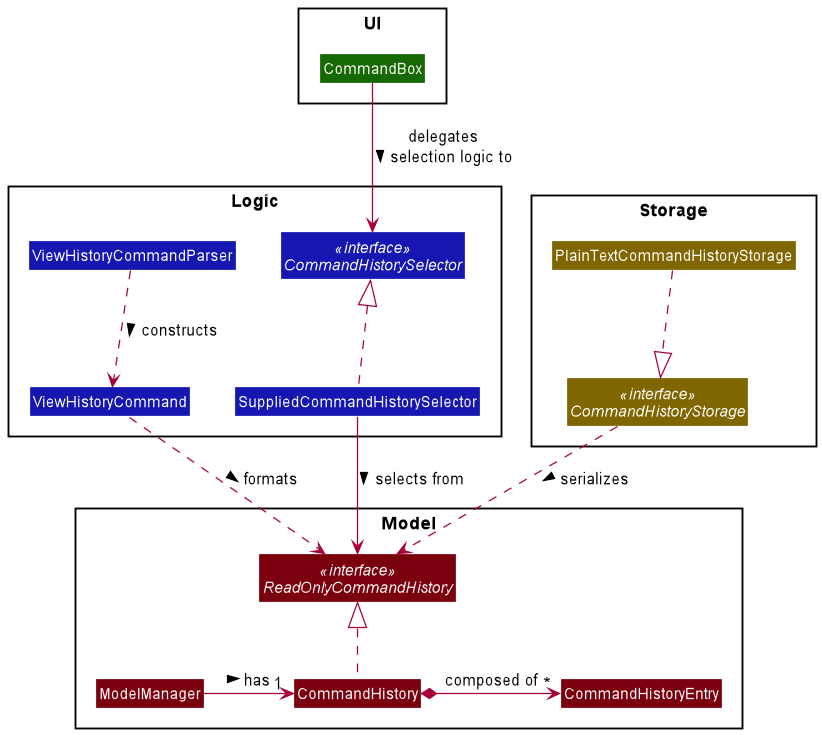 UI
CommandBox
delegates
selection logic to
Logic
Storage
ViewHistoryCommandParser
«interface»
CommandHistorySelector
PlainTextCommandHistoryStorage
constructs
ViewHistoryCommand
SuppliedCommandHistorySelector
«interface»
CommandHistoryStorage
formats
selects from
serializes
Model
«interface»
ReadOnlyCommandHistory
ModelManager
has 1
CommandHistory
composed of *
CommandHistoryEntry